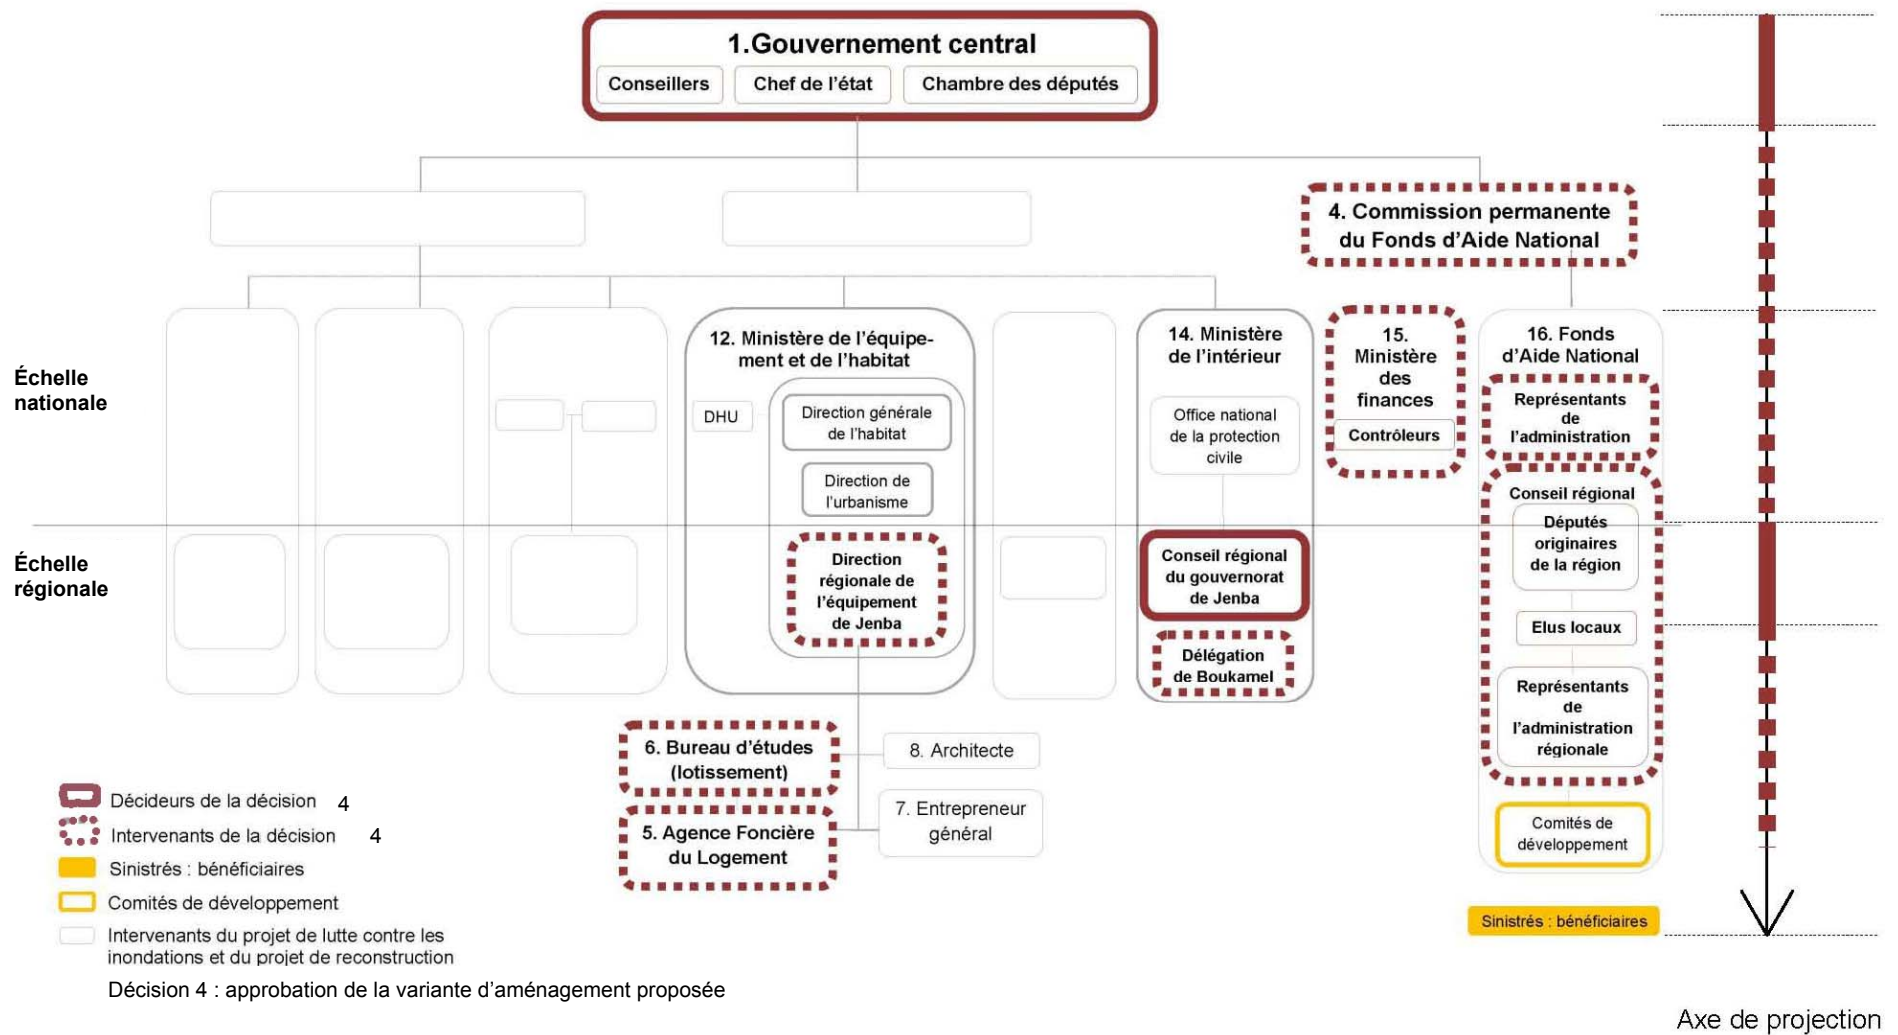 1.Gouvernement central
Conseillers
Chef de l'état
Chambre des députés
4. Commission permanente
du Fonds d'Aide National
Échelle
nationale
12. Ministère de l'équipe-
ment et de l'habitat
DHU
Direction générale
de l'habitat
Direction de
l'urbanisme
14. Ministère
de l'intérieur
Office national
de la protection
civile
15.
Ministère
des
finances
Contrôleurs
16. Fonds
d'Aide National
Représentants
de
l'administration
Conseil régional
Députés
originaires
de la région
Elus locaux
Représentants
de
l'administration
régionale
Comités de
développement
Sinistrés : bénéficiaires
Échelle
régionale
Direction
régionale de
l'équipement
de Jenba
Conseil régional
du gouvernorat
de Jenba
Délégation
de Boukamel
6. Bureau d'études
(lotissement)
8. Architecte
5. Agence Foncière
du Logement
7. Entrepreneur
général
Décideurs de la décision 4
Intervenants de la décision 4
Sinistrés : bénéficiaires
Comités de développement
Intervenants du projet de lutte contre les
inondations et du projet de reconstruction
Décision 4 : approbation de la variante d'aménagement proposée
Axe de projection